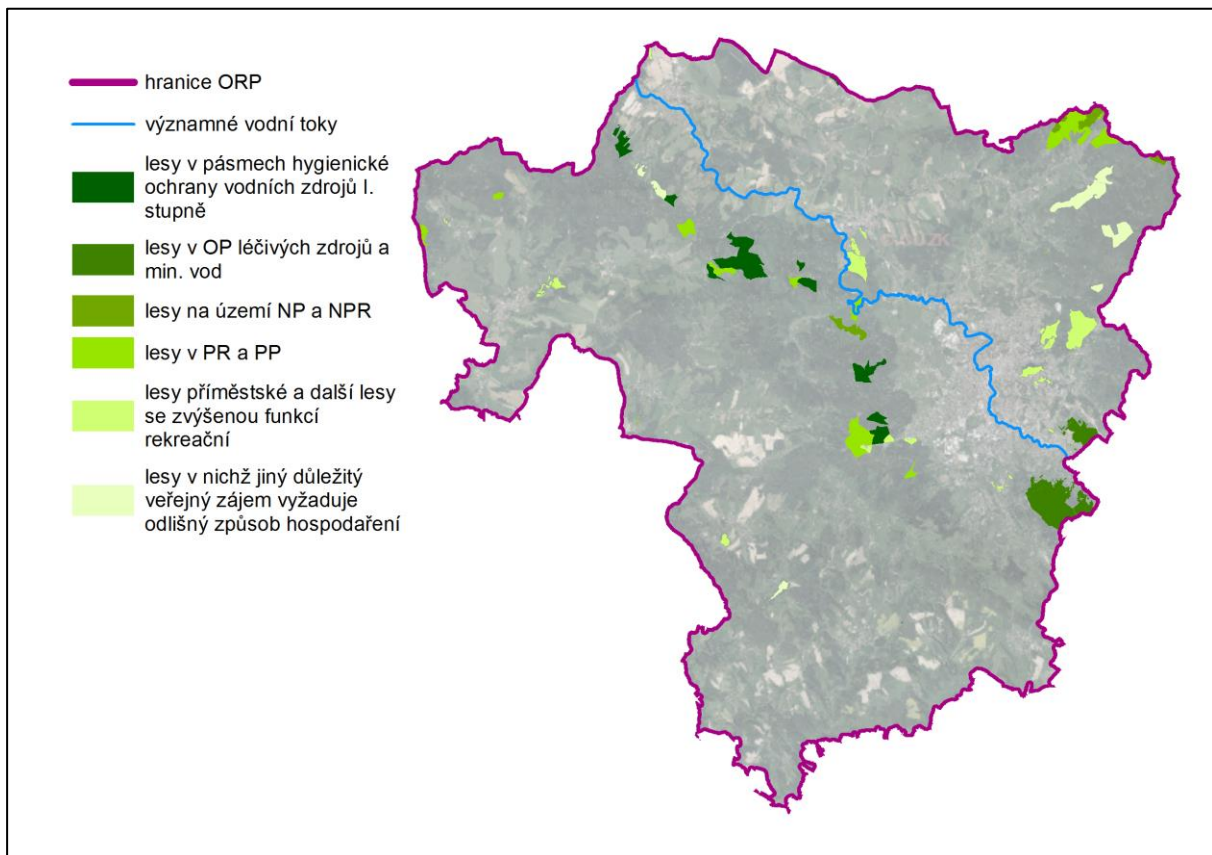 hranice ORP
významné vodní toky
lesy v pásmech hygienické
ochrany vodních zdrojů I.
stupně
lesy v OP léčivých zdrojů a
min. vod
lesy na území NP a NPR
lesy v PR a PP
lesy příměstské a další lesy
se zvýšenou funkcí
rekreační
lesy v nichž jiný důležitý
veřejný zájem vyžaduje
odlišný způsob hospodaření